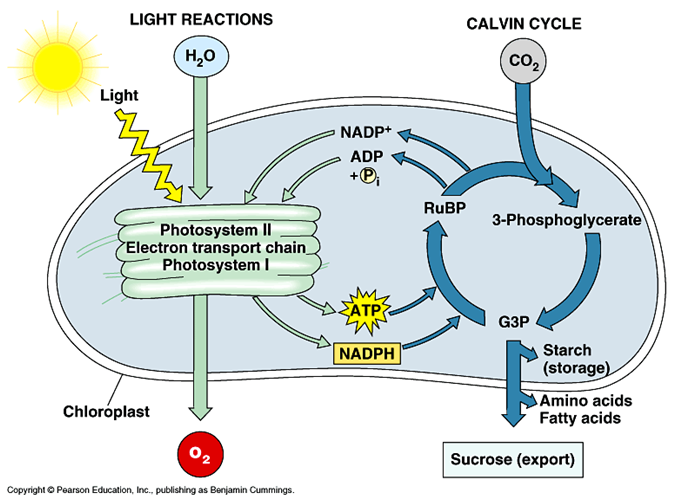 LIGHT REACTIONS
CALVIN CYCLE
H₂O
CO₂
Light
NADP⁺
ADP
+ Pᵢ
RuBP
3-Phosphoglycerate
Photosystem II
Electron transport chain
Photosystem I
ATP
NADPH
G3P
Starch
(storage)
Amino acids
Fatty acids
Chloroplast
O₂
Sucrose (export)
Copyright © Pearson Education, Inc., publishing as Benjamin Cummings.